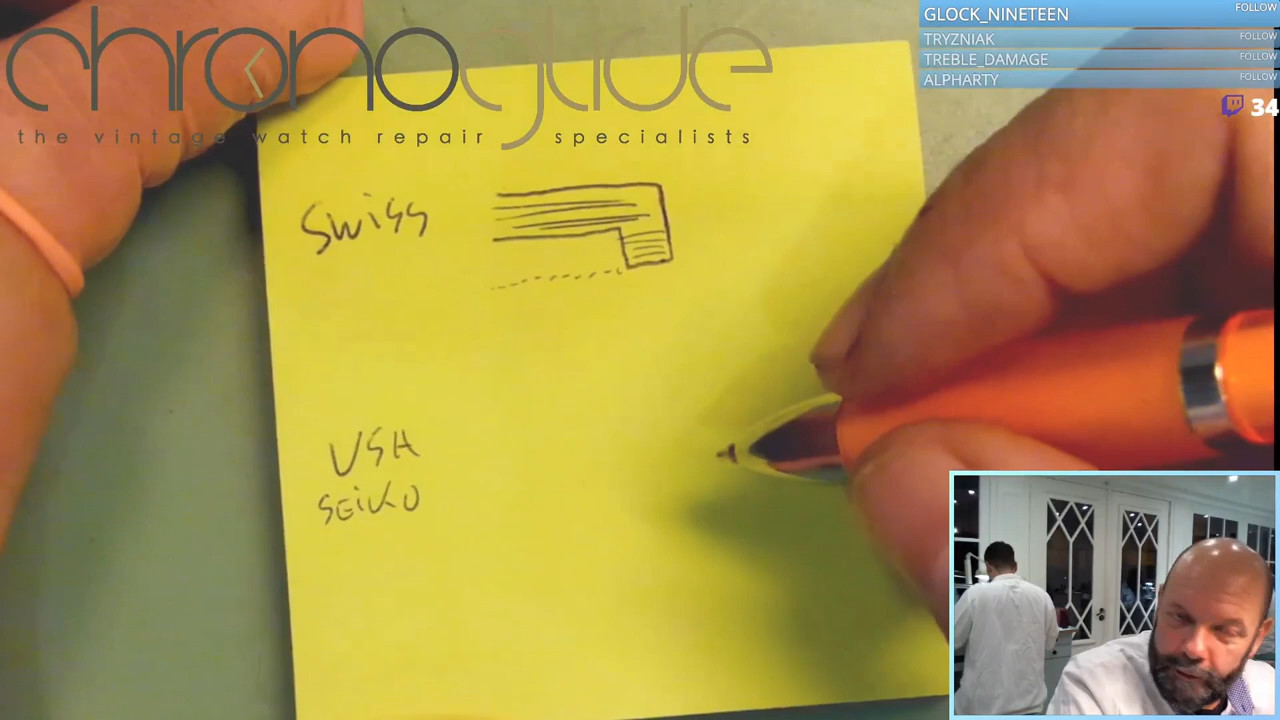 chronoglide
the vintage watch repair specialists
GLOCK_NINETEEN FOLLOW
TRYZNIAK FOLLOW
TREBLE_DAMAGE FOLLOW
ALPHARTY FOLLOW
34
Swiss
USA
SEiKO